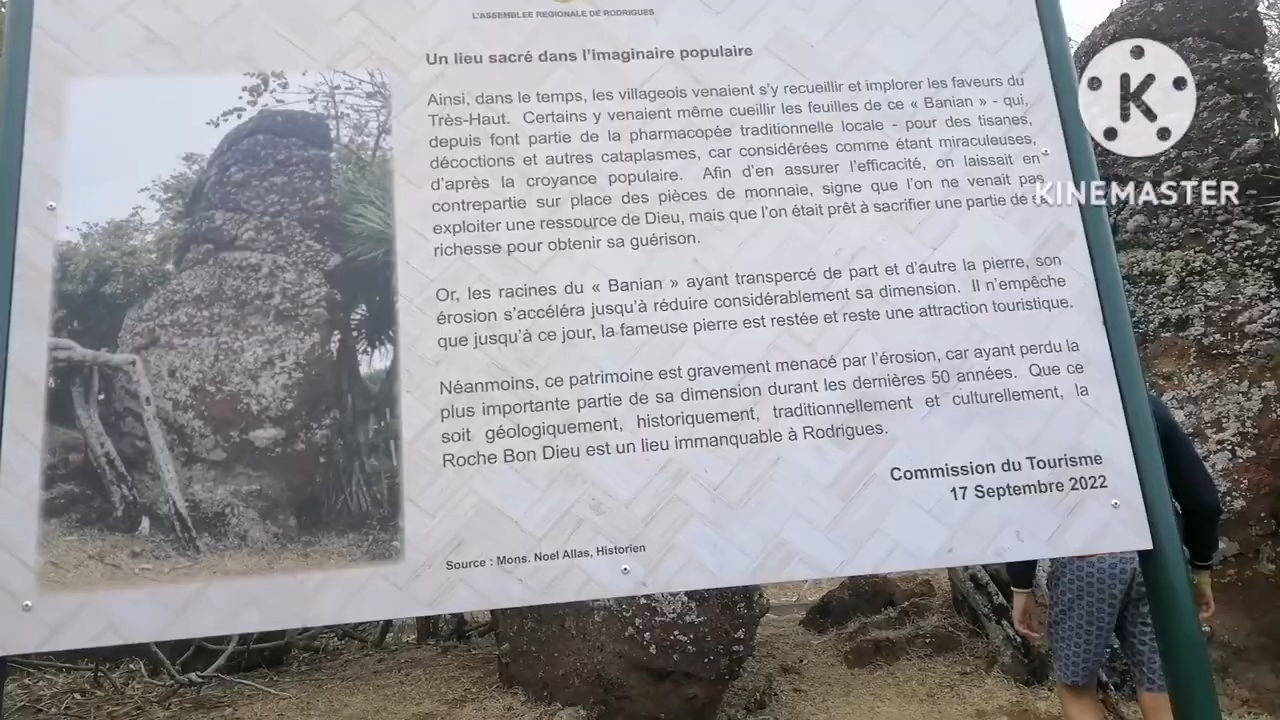 L'ASSEMBLEE REGIONALE DE RODRIGUES
Un lieu sacré dans l'imaginaire populaire
Ainsi, dans le temps, les villageois venaient s'y recueillir et implorer les faveurs du
Très-Haut. Certains y venaient même cueillir les feuilles de ce « Banian » - qui,
depuis font partie de la pharmacopée traditionnelle locale - pour des tisanes,
décoctions et autres cataplasmes, car considérées comme étant miraculeuses,
d'après la croyance populaire. Afin d'en assurer l'efficacité, on laissait en
contrepartie sur place des pièces de monnaie, signe que l'on ne venait pas
exploiter une ressource de Dieu, mais que l'on était prêt à sacrifier une partie de
richesse pour obtenir sa guérison.
Or, les racines du « Banian » ayant transpercé de part et d'autre la pierre, son
érosion s'accéléra jusqu'à réduire considérablement sa dimension. Il n'empêche
que jusqu'à ce jour, la fameuse pierre est restée et reste une attraction touristique.
Néanmoins, ce patrimoine est gravement menacé par l'érosion, car ayant perdu la
plus importante partie de sa dimension durant les dernières 50 années. Que ce
soit géologiquement, historiquement, traditionnellement et culturellement, la
Roche Bon Dieu est un lieu immanquable à Rodrigues.
Commission du Tourisme
17 Septembre 2022
Source : Mons. Noel Allas, Historien
K
KINEMASTER